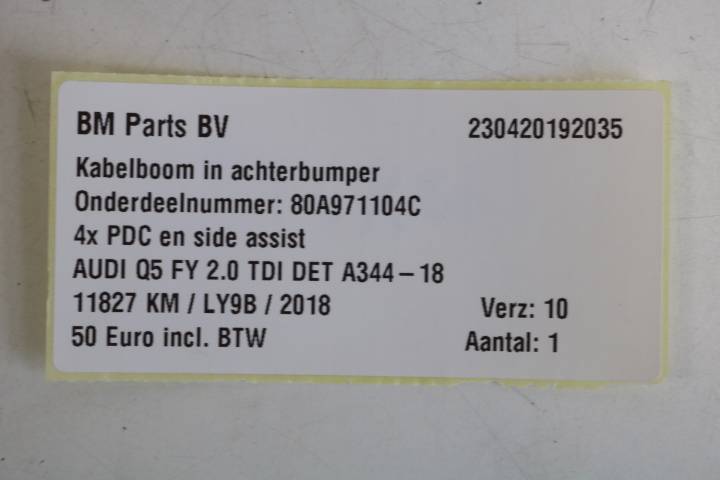 BM Parts BV 230420192035
Kabelboom in achterbumper
Onderdeelnummer: 80A971104C
4x PDC en side assist
AUDI Q5 FY 2.0 TDI DET A344-18
11827 KM / LY9B / 2018 Verz: 10
50 Euro incl. BTW Aantal: 1